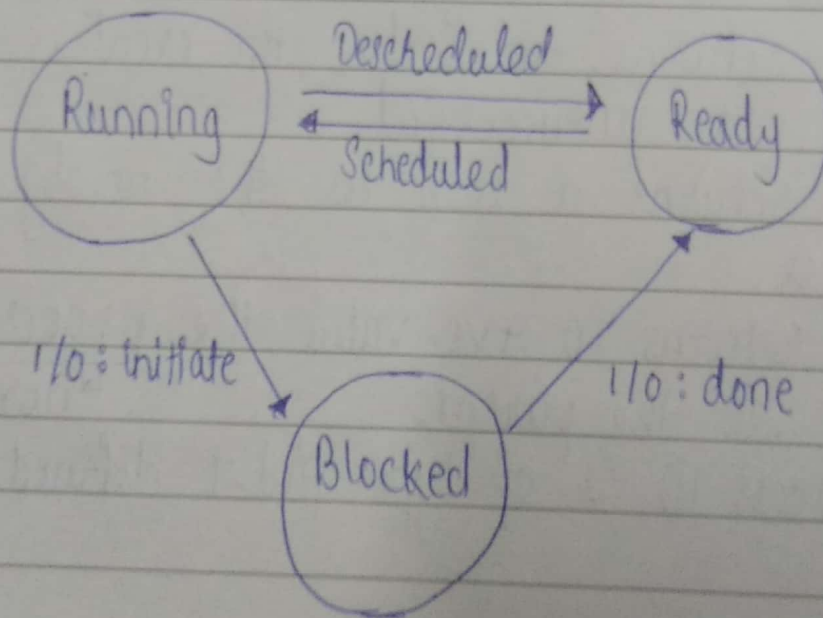 Descheduled
Running
Ready
Scheduled
I/O: initiate
I/O: done
Blocked